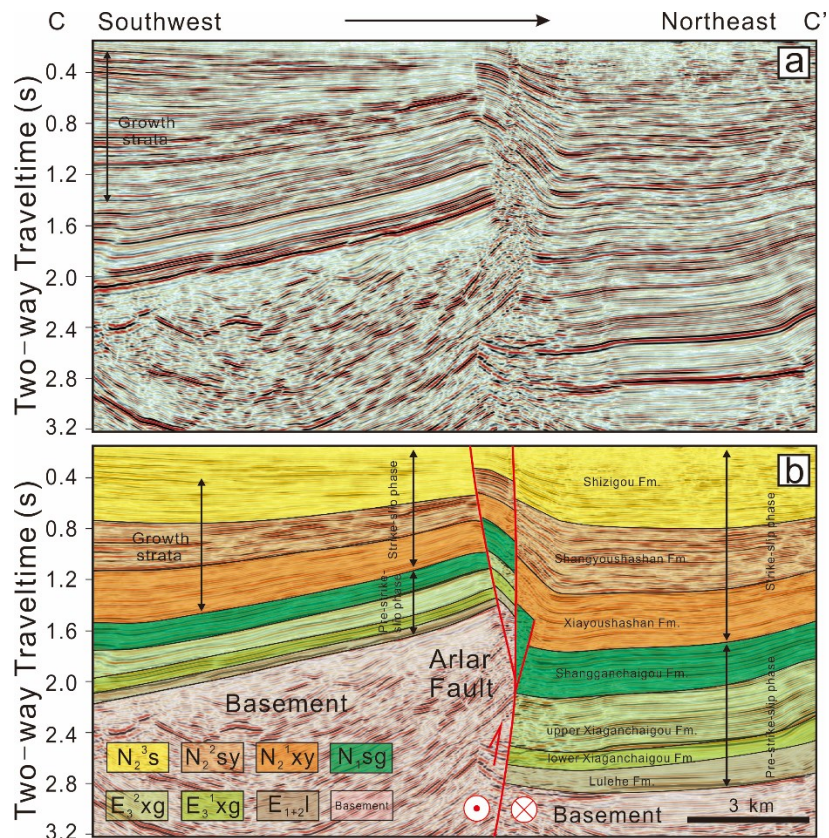 C Southwest Northeast C'
a
Two-way Traveltime (s)
0.4
0.8
1.2
1.6
2.0
2.4
2.8
3.2
Growth
strata
b
Two-way Traveltime (s)
0.4
0.8
1.2
1.6
2.0
2.4
2.8
3.2
Growth
strata
Strike-slip phase
Pre-strike-
slip phase
Arlar
Fault
Basement
Shizigou Fm.
Shangyoushashan Fm.
Xiayoushashan Fm.
Shangganchaigou Fm.
upper Xiaganchaigou Fm.
lower Xiaganchaigou Fm.
Lulehe Fm.
Strike-slip phase
Pre-strike-slip phase
Basement
3 km
N₂³s N₂²sy N₂¹xy N₁sg
E₃²xg E₃¹xg E₁₊₂l Basement